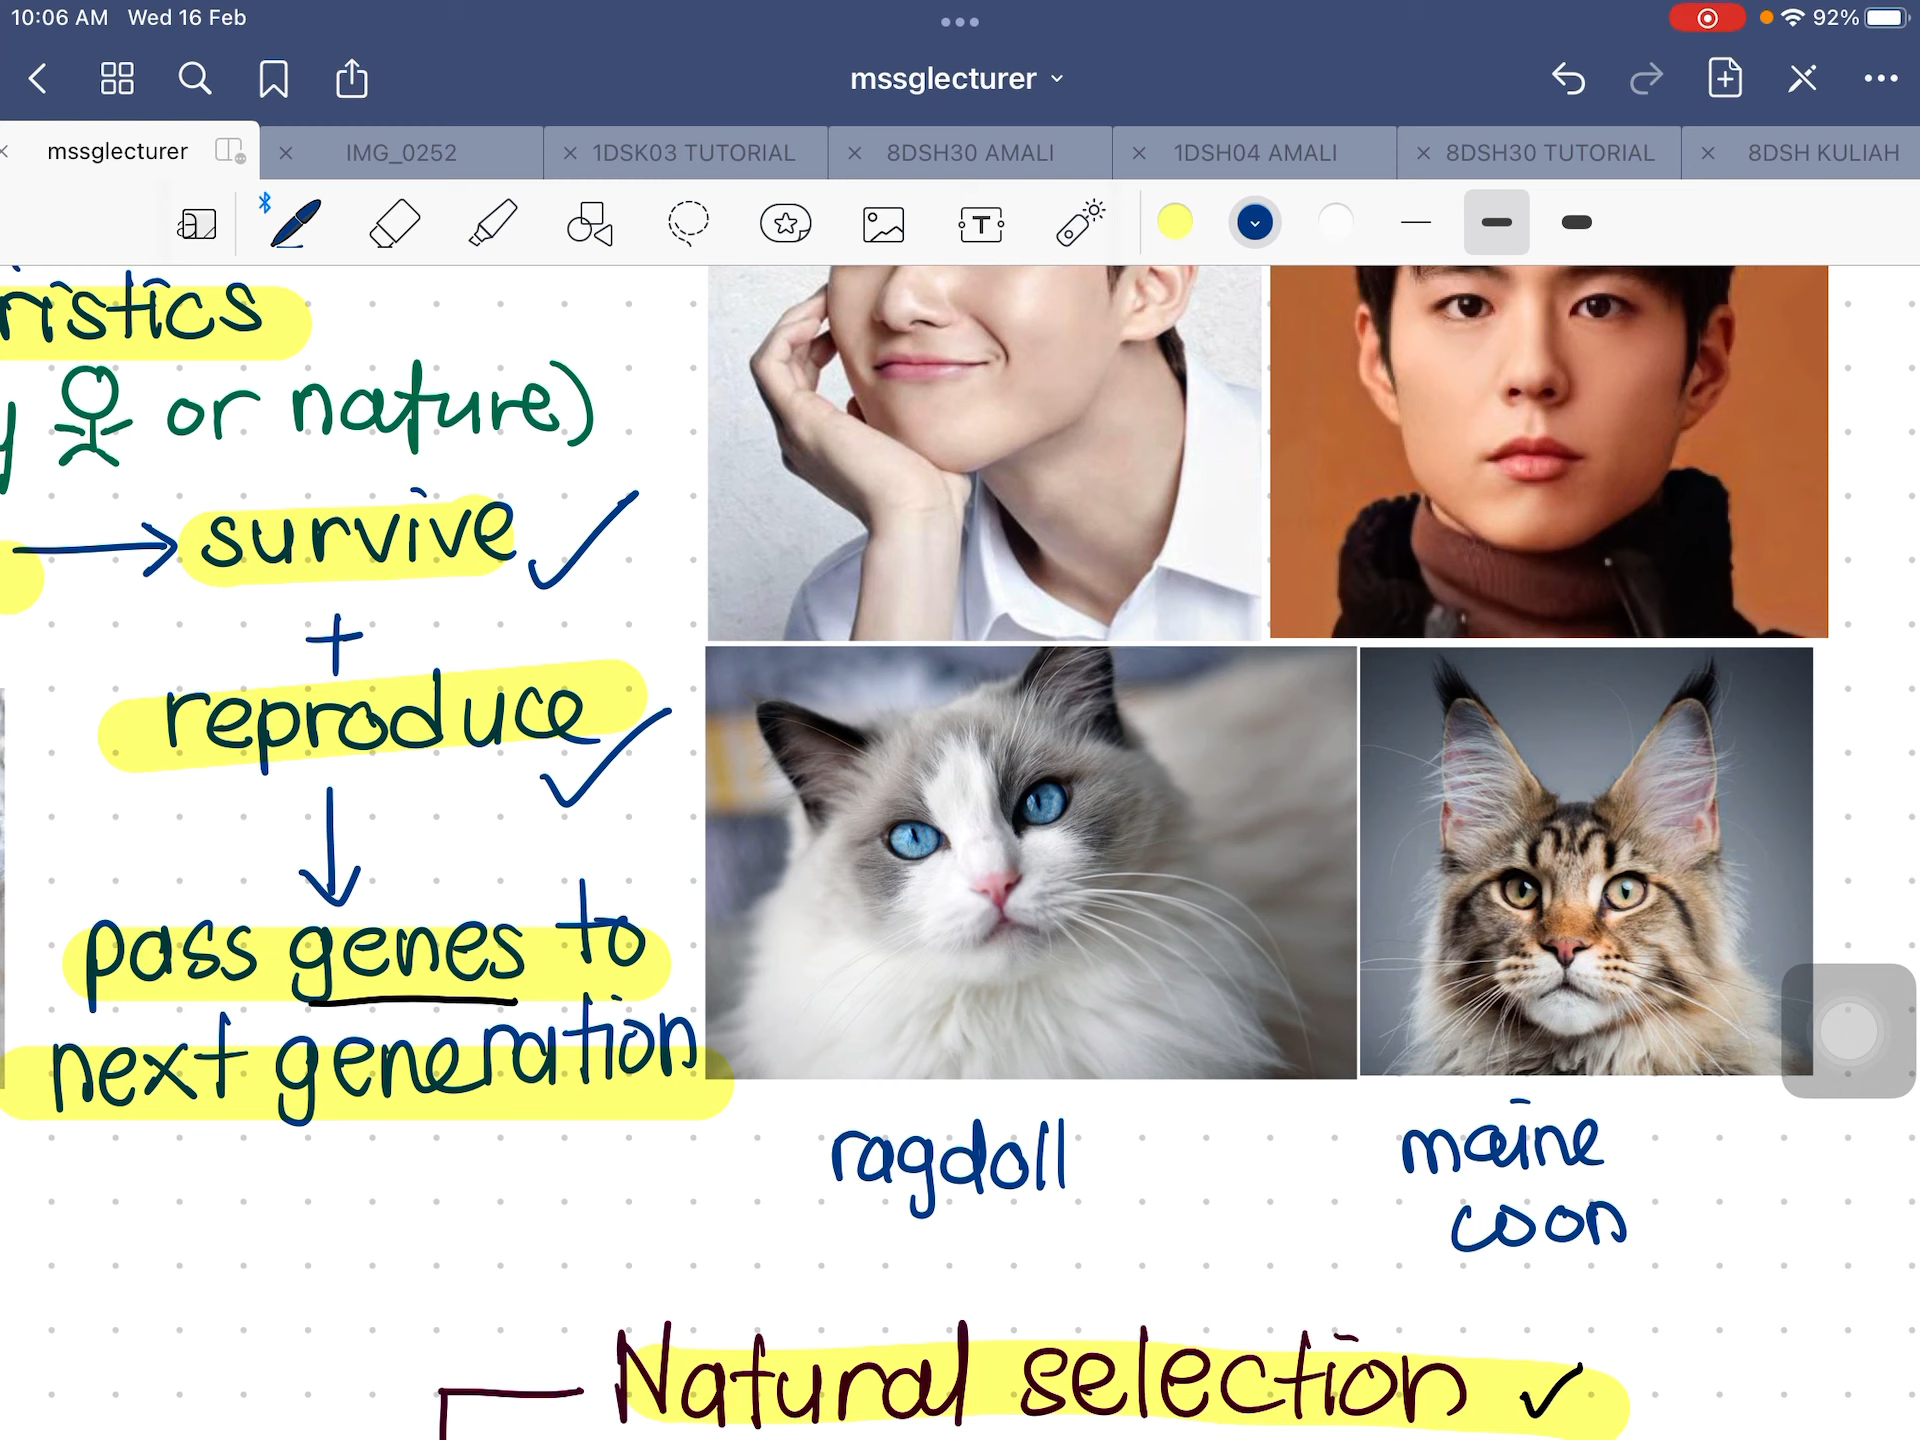 10:06 AM Wed 16 Feb
92%
mssglecturer
mssglecturer
IMG_0252
1DSK03 TUTORIAL
8DSH30 AMALI
1DSH04 AMALI
8DSH30 TUTORIAL
8DSH KULIAH
T
ristics
y or nature)
→ survive ✓
+
reproduce ✓
↓
pass genes to
next generation
ragdoll
maine
coon
Natural selection ✓